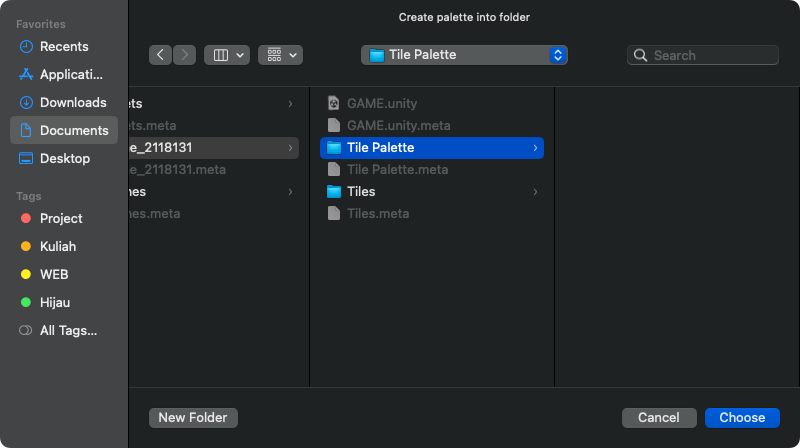 Create palette into folder
Favorites
Recents
Applicati...
Downloads
Documents
Desktop
Tags
Project
Kuliah
WEB
Hijau
All Tags...
Tile Palette
Search
ets
ets.meta
e_2118131
e_2118131.meta
nes
nes.meta
GAME.unity
GAME.unity.meta
Tile Palette
Tile Palette.meta
Tiles
Tiles.meta
New Folder
Cancel
Choose